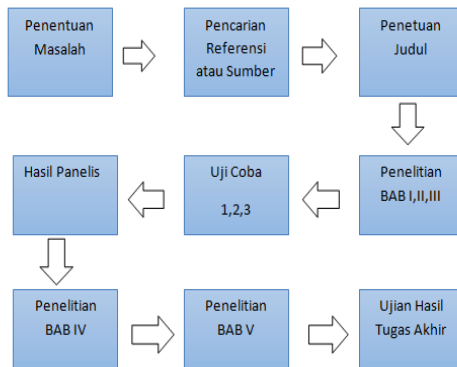 Penentuan
Masalah
Pencarian
Referensi
atau Sumber
Penetuan
Judul
Penelitian
BAB I,II,III
Uji Coba
1,2,3
Hasil Panelis
Penelitian
BAB IV
Penelitian
BAB V
Ujian Hasil
Tugas Akhir